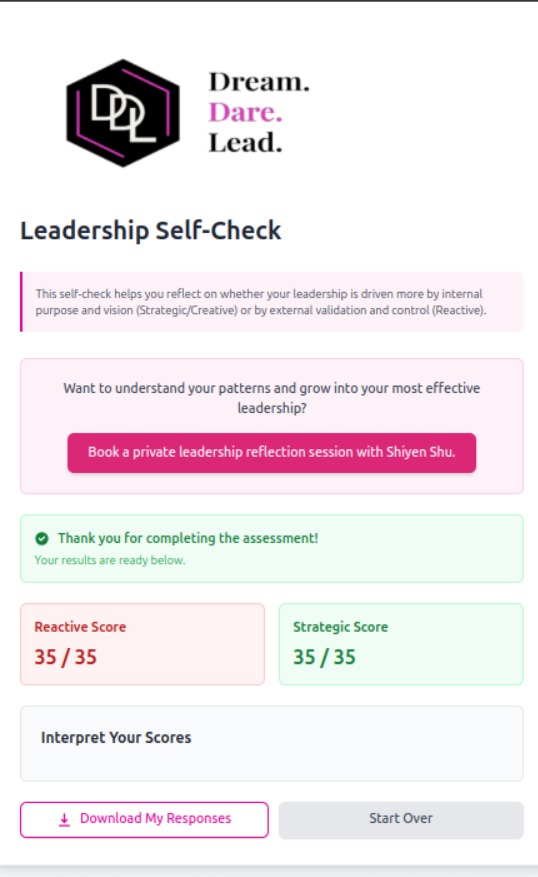 DDL
Dream.
Dare.
Lead.
Leadership Self-Check
This self-check helps you reflect on whether your leadership is driven more by internal
purpose and vision (Strategic/Creative) or by external validation and control (Reactive).
Want to understand your patterns and grow into your most effective
leadership?
Book a private leadership reflection session with Shiyen Shu.
Thank you for completing the assessment!
Your results are ready below.
Reactive Score
35 / 35
Strategic Score
35 / 35
Interpret Your Scores
Download My Responses
Start Over